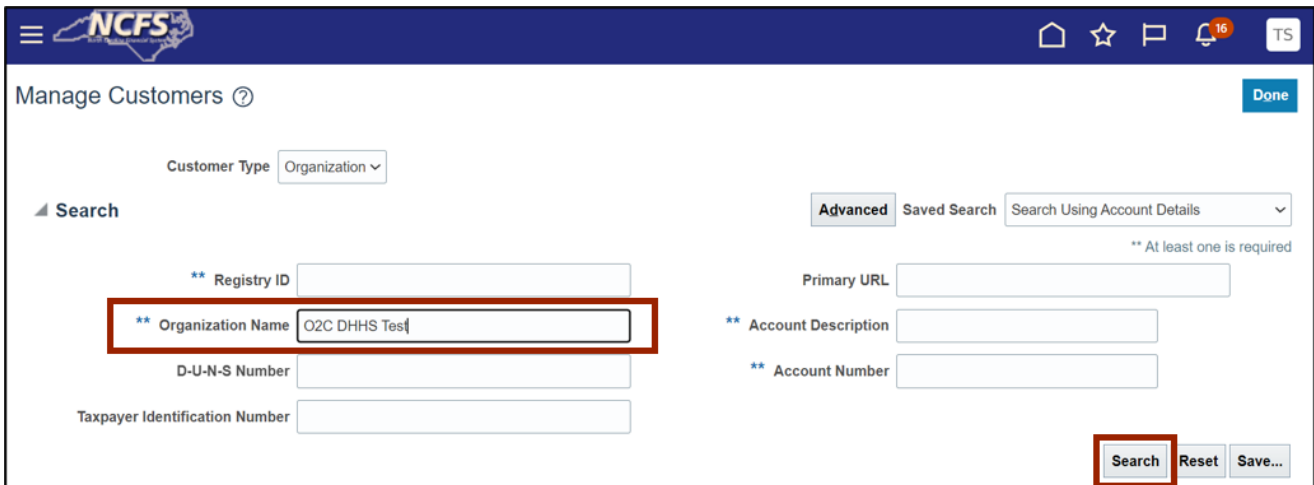 NCFS
16
TS
Manage Customers
Done
Customer Type Organization
Search
Advanced Saved Search Search Using Account Details
** At least one is required
** Registry ID
Primary URL
** Organization Name O2C DHHS Test
** Account Description
D-U-N-S Number
** Account Number
Taxpayer Identification Number
Search Reset Save...